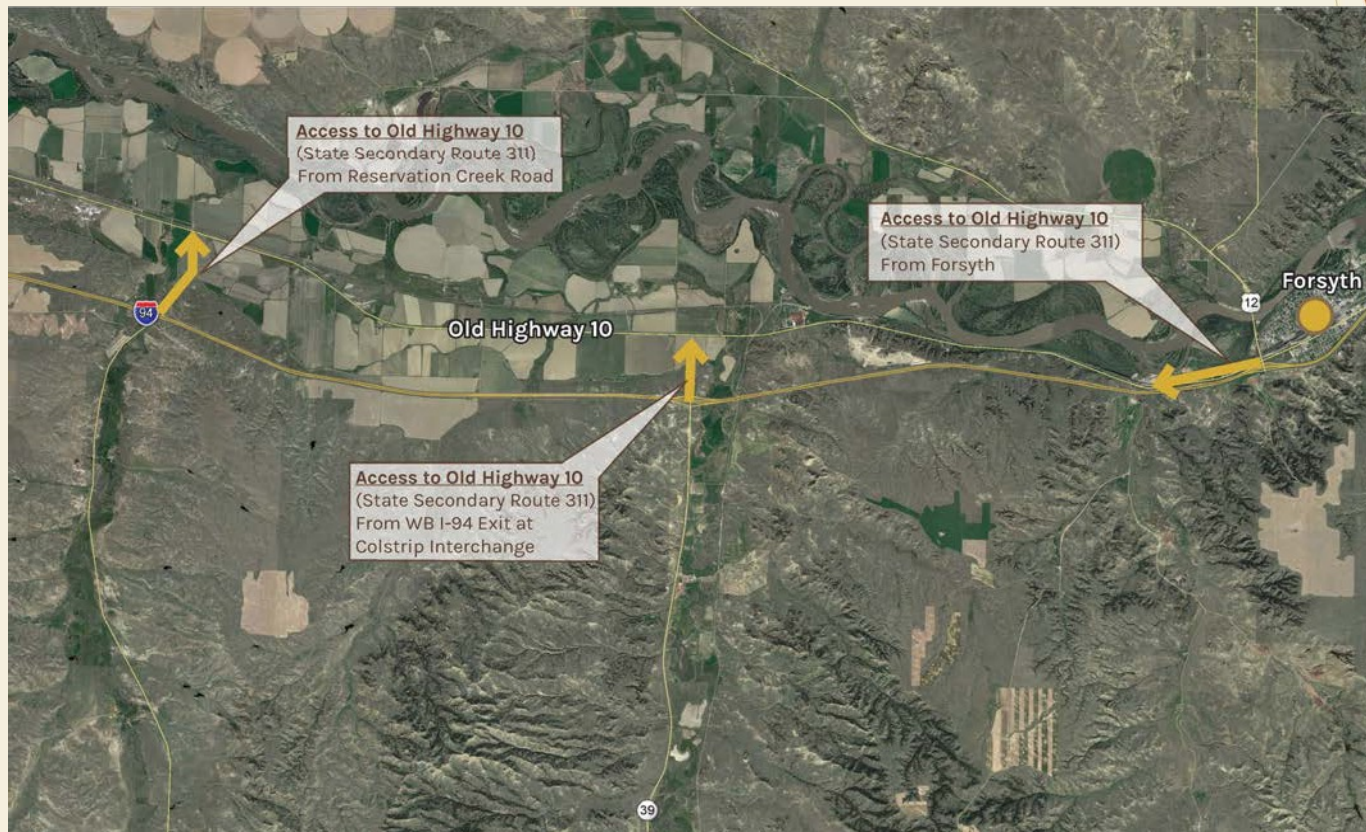 Access to Old Highway 10
(State Secondary Route 311)
From Reservation Creek Road
Access to Old Highway 10
(State Secondary Route 311)
From Forsyth
Forsyth
12
94
Old Highway 10
Access to Old Highway 10
(State Secondary Route 311)
From WB I-94 Exit at
Colstrip Interchange
39